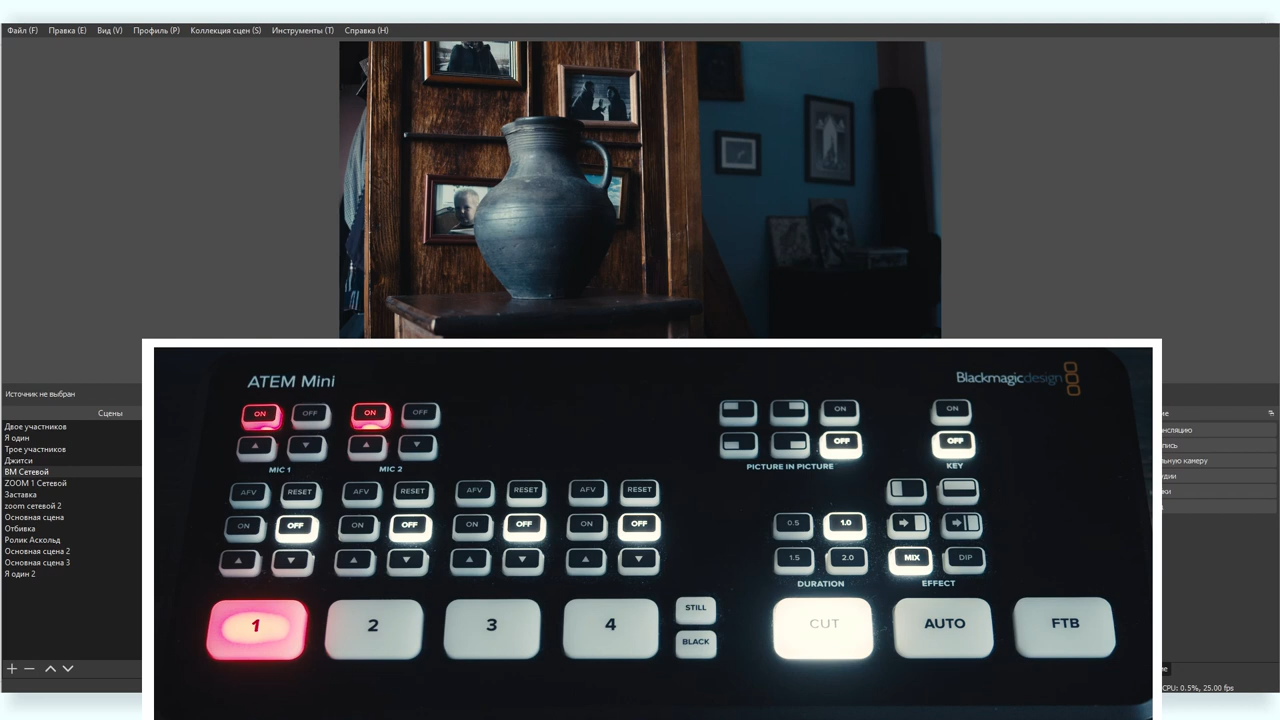 Файл (F) Правка (E) Вид (V) Профиль (P) Коллекция сцен (S) Инструменты (T) Справка (H)
Источник не выбран
Сцены
Двое участников
Я один
Трое участников
Джитси
BM Сетевой
ZOOM 1 Сетевой
Заставка
zoom сетевой 2
Основная сцена
Отбивка
Ролик Аскольд
Основная сцена 2
Основная сцена 3
Я один 2
ATEM Mini
Blackmagicdesign
ON OFF ON OFF ON ON
OFF OFF
MIC 1 MIC 2 PICTURE IN PICTURE KEY
AFV RESET AFV RESET AFV RESET AFV RESET
ON OFF ON OFF ON OFF ON OFF 0.5 1.0
1.5 2.0 MIX DIP
DURATION EFFECT
1 2 3 4 STILL BLACK CUT AUTO FTB
CPU: 0.5%, 25.00 fps